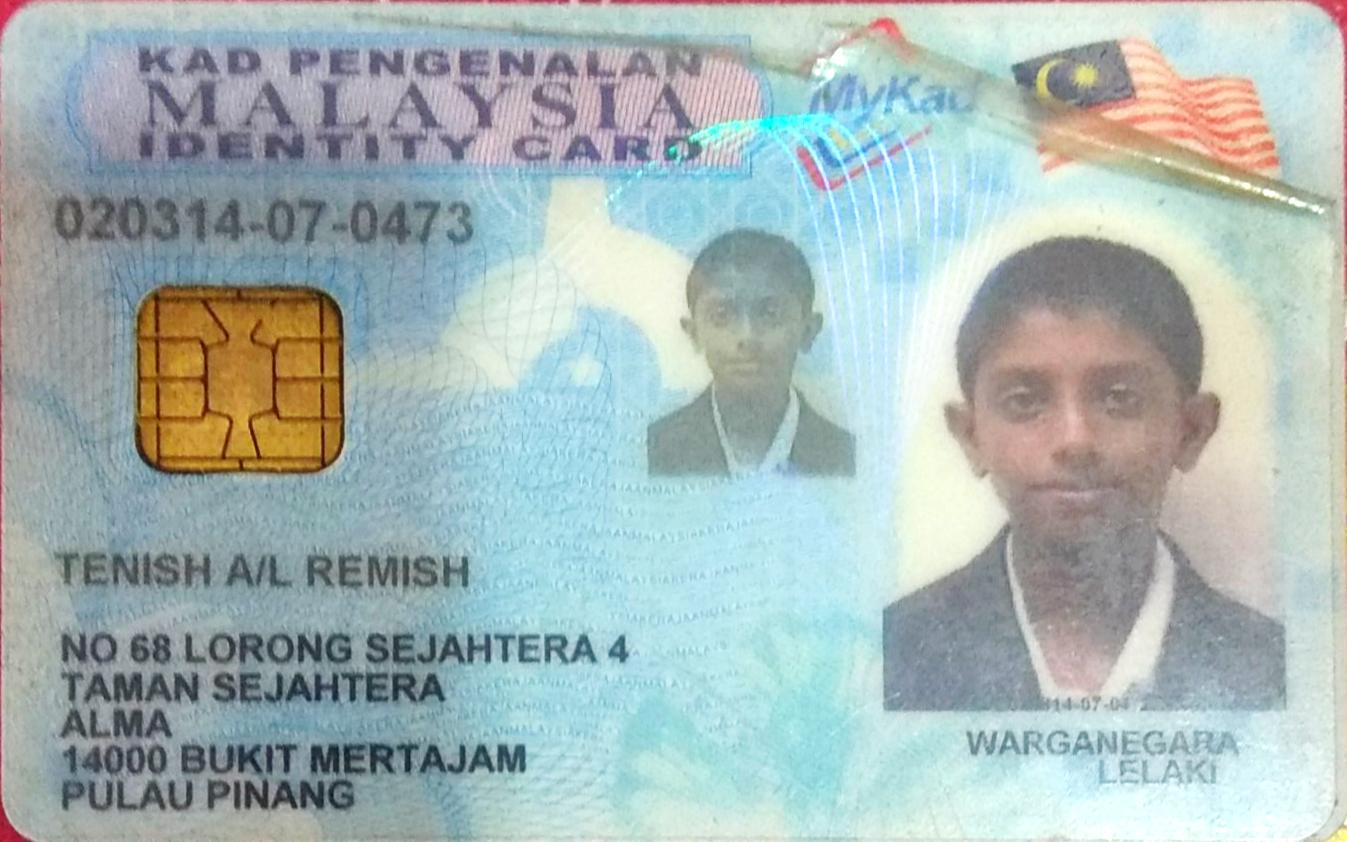 KAD PENGENALAN
MALAYSIA
IDENTITY CARD
MyKad
020314-07-0473
TENISH A/L REMISH
NO 68 LORONG SEJAHTERA 4
TAMAN SEJAHTERA
ALMA
14000 BUKIT MERTAJAM
PULAU PINANG
WARGANEGARA
LELAKI